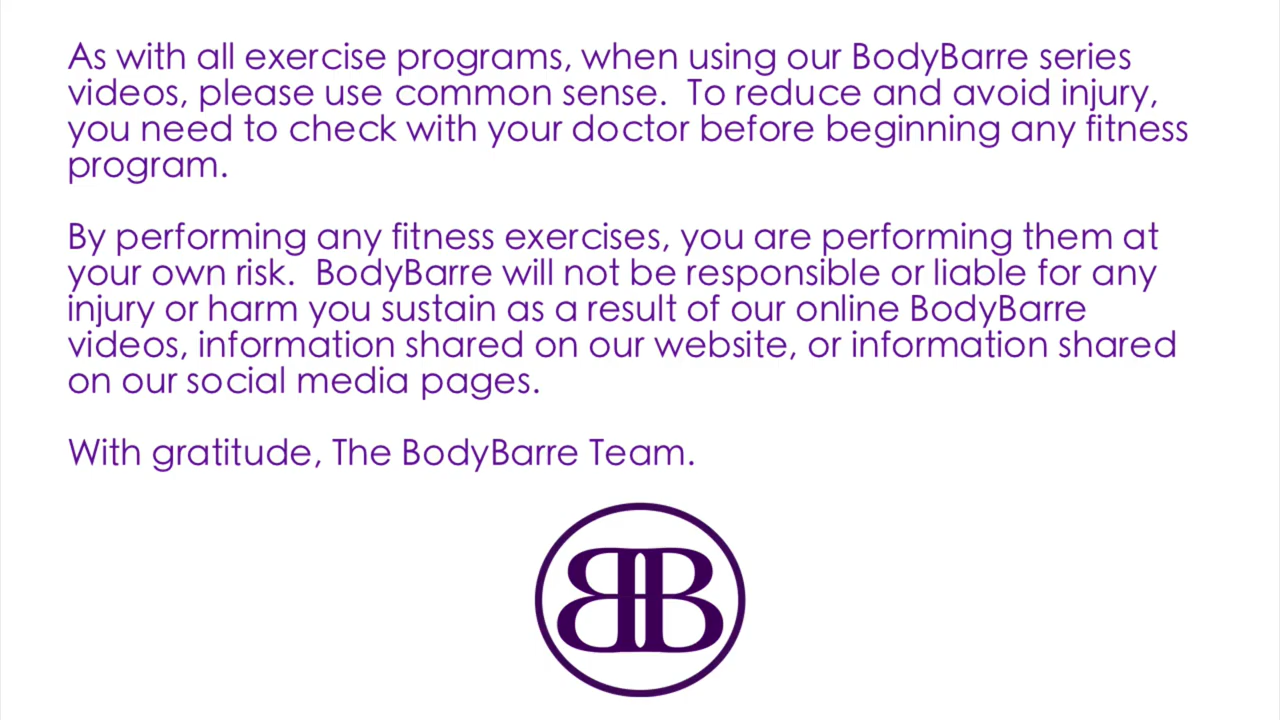 As with all exercise programs, when using our BodyBarre series
videos, please use common sense.  To reduce and avoid injury,
you need to check with your doctor before beginning any fitness
program.
By performing any fitness exercises, you are performing them at
your own risk.  BodyBarre will not be responsible or liable for any
injury or harm you sustain as a result of our online BodyBarre
videos, information shared on our website, or information shared
on our social media pages.
With gratitude, The BodyBarre Team.
BB